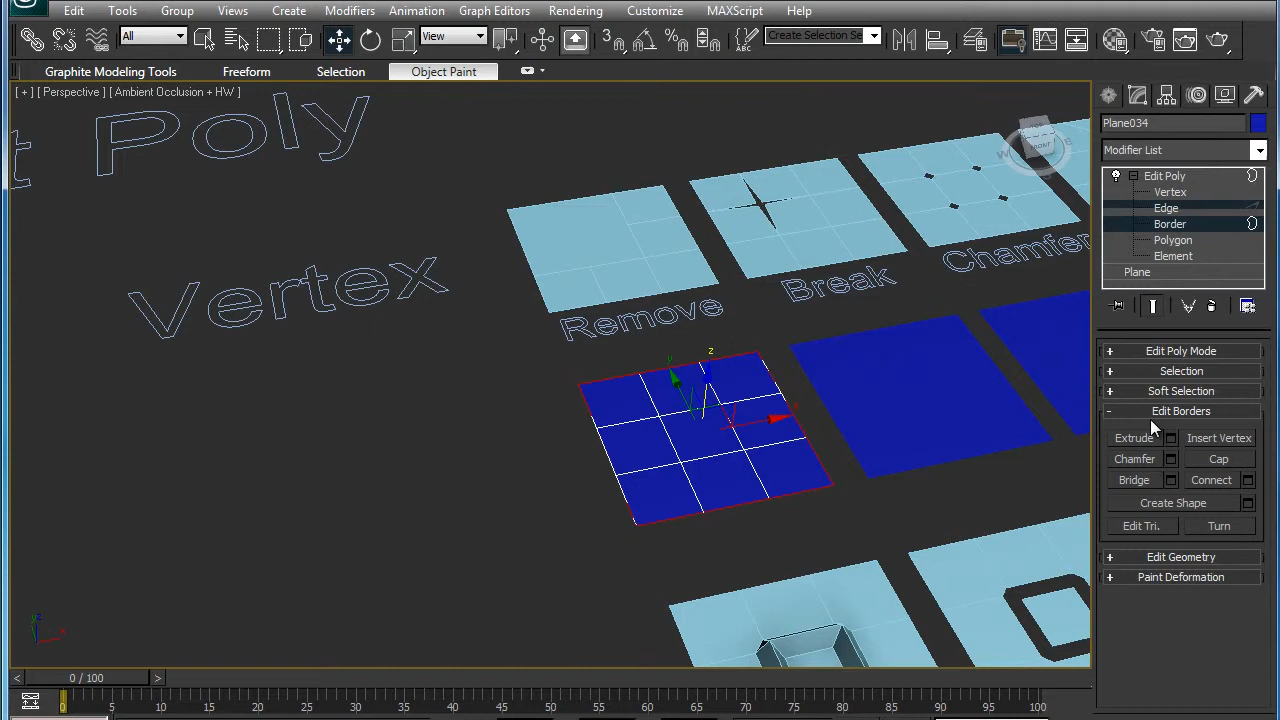 Edit Tools Group Views Create Modifiers Animation Graph Editors Rendering Customize MAXScript Help
All View Create Selection Se
Graphite Modeling Tools Freeform Selection Object Paint
[ + ] [ Perspective ] [ Ambient Occlusion + HW ]
Plane034
Modifier List
Edit Poly
Vertex
Edge
Border
Polygon
Element
Plane
Edit Poly Mode
Selection
Soft Selection
Edit Borders
Extrude Insert Vertex
Chamfer Cap
Bridge Connect
Create Shape
Edit Tri. Turn
Edit Geometry
Paint Deformation
t Poly
Vertex
Remove
Break
Chamfer
FRONT
W E
z
y
x
< 0 / 100 >
0 5 10 15 20 25 30 35 40 45 50 55 60 65 70 75 80 85 90 95 100